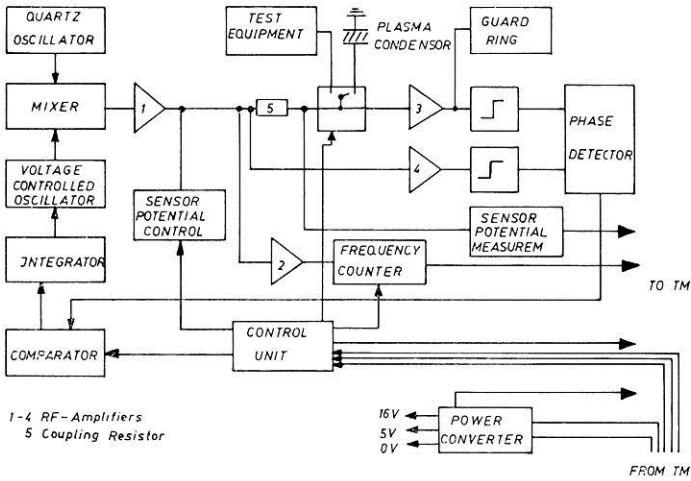 QUARTZ
OSCILLATOR
TEST
EQUIPMENT
PLASMA
CONDENSOR
GUARD
RING
MIXER
1
5
3
PHASE
DETECTOR
4
VOLTAGE
CONTROLLED
OSCILLATOR
SENSOR
POTENTIAL
CONTROL
SENSOR
POTENTIAL
MEASUREM
INTEGRATOR
2
FREQUENCY
COUNTER
TO TM
COMPARATOR
CONTROL
UNIT
1-4 RF-Amplifiers
5 Coupling Resistor
16V
5V
0V
POWER
CONVERTER
FROM TM